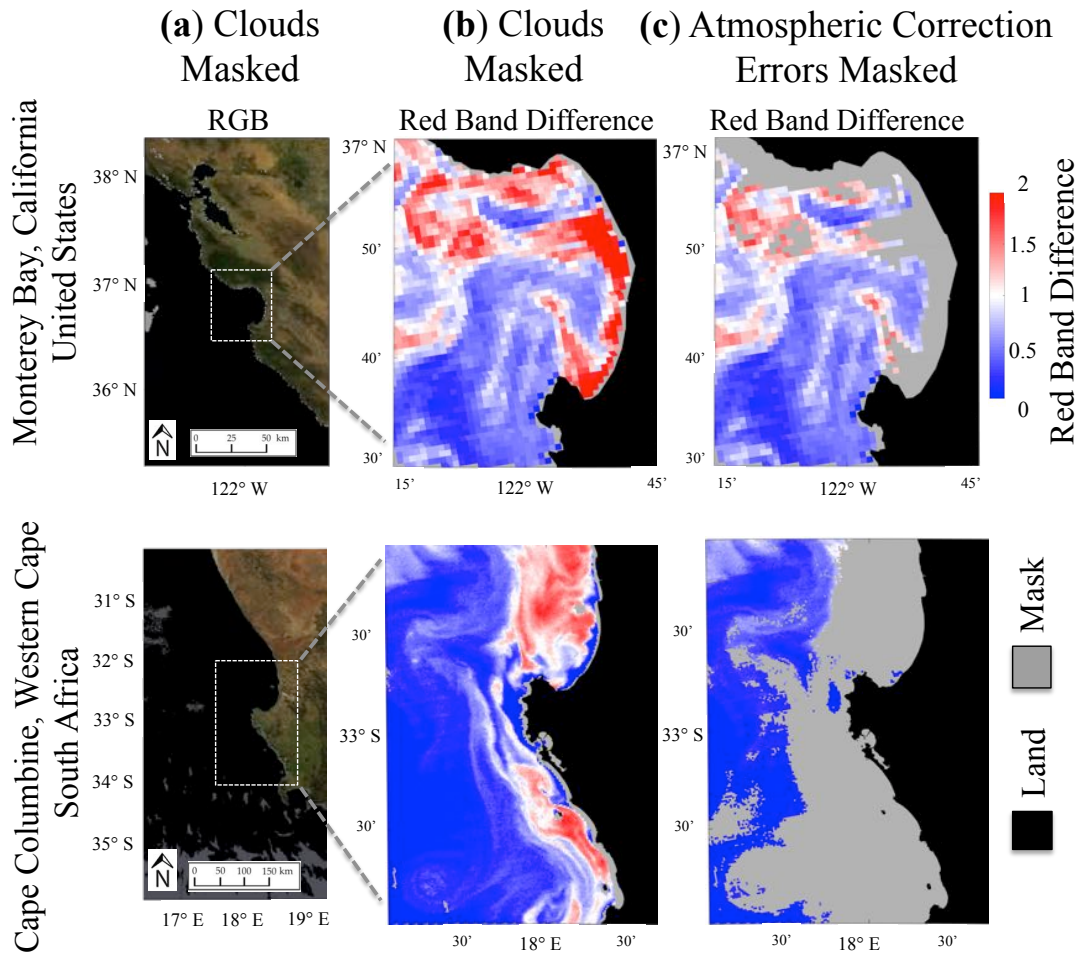 (a) Clouds
Masked
(b) Clouds
Masked
(c) Atmospheric Correction
Errors Masked
RGB
Red Band Difference
Red Band Difference
Monterey Bay, California
United States
38° N
37° N
36° N
N
0 25 50 km
122° W
37° N
50'
40'
30'
15'
122° W
45'
37° N
50'
40'
30'
15'
122° W
45'
2
1.5
1
0.5
0
Red Band Difference
Cape Columbine, Western Cape
South Africa
31° S
32° S
33° S
34° S
35° S
N
0 50 100 150 km
17° E
18° E
19° E
30'
33° S
30'
30'
18° E
30'
30'
33° S
30'
30'
18° E
30'
Mask
Land